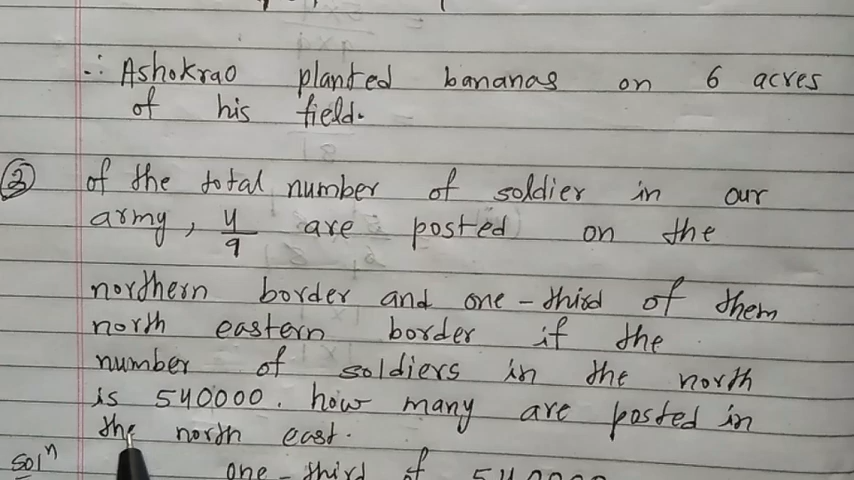 ∴ Ashokrao planted bananas on 6 acres
of his field.
③ of the total number of soldier in our
army, 4/9 are posted on the
northern border and one-third of them
north eastern border if the
number of soldiers in the north
is 540000. how many are posted in
the north east.
Solⁿ one-third of 540000